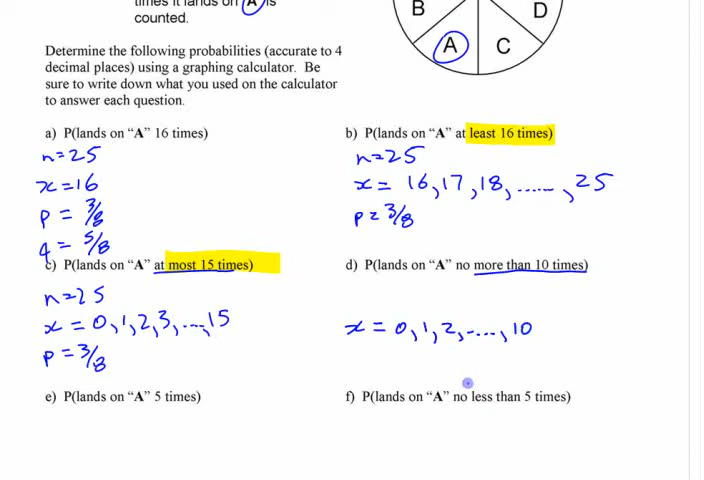 times it lands on "A" is
counted.
B
D
A
C
Determine the following probabilities (accurate to 4
decimal places) using a graphing calculator. Be
sure to write down what you used on the calculator
to answer each question.
a) P(lands on "A" 16 times)
n=25
x=16
p = 3/8
q = 5/8
b) P(lands on "A" at least 16 times)
n=25
x = 16, 17, 18, ......, 25
p = 3/8
c) P(lands on "A" at most 15 times)
n=25
x = 0, 1, 2, 3, ...., 15
p = 3/8
d) P(lands on "A" no more than 10 times)
x = 0, 1, 2, ....., 10
e) P(lands on "A" 5 times)
f) P(lands on "A" no less than 5 times)